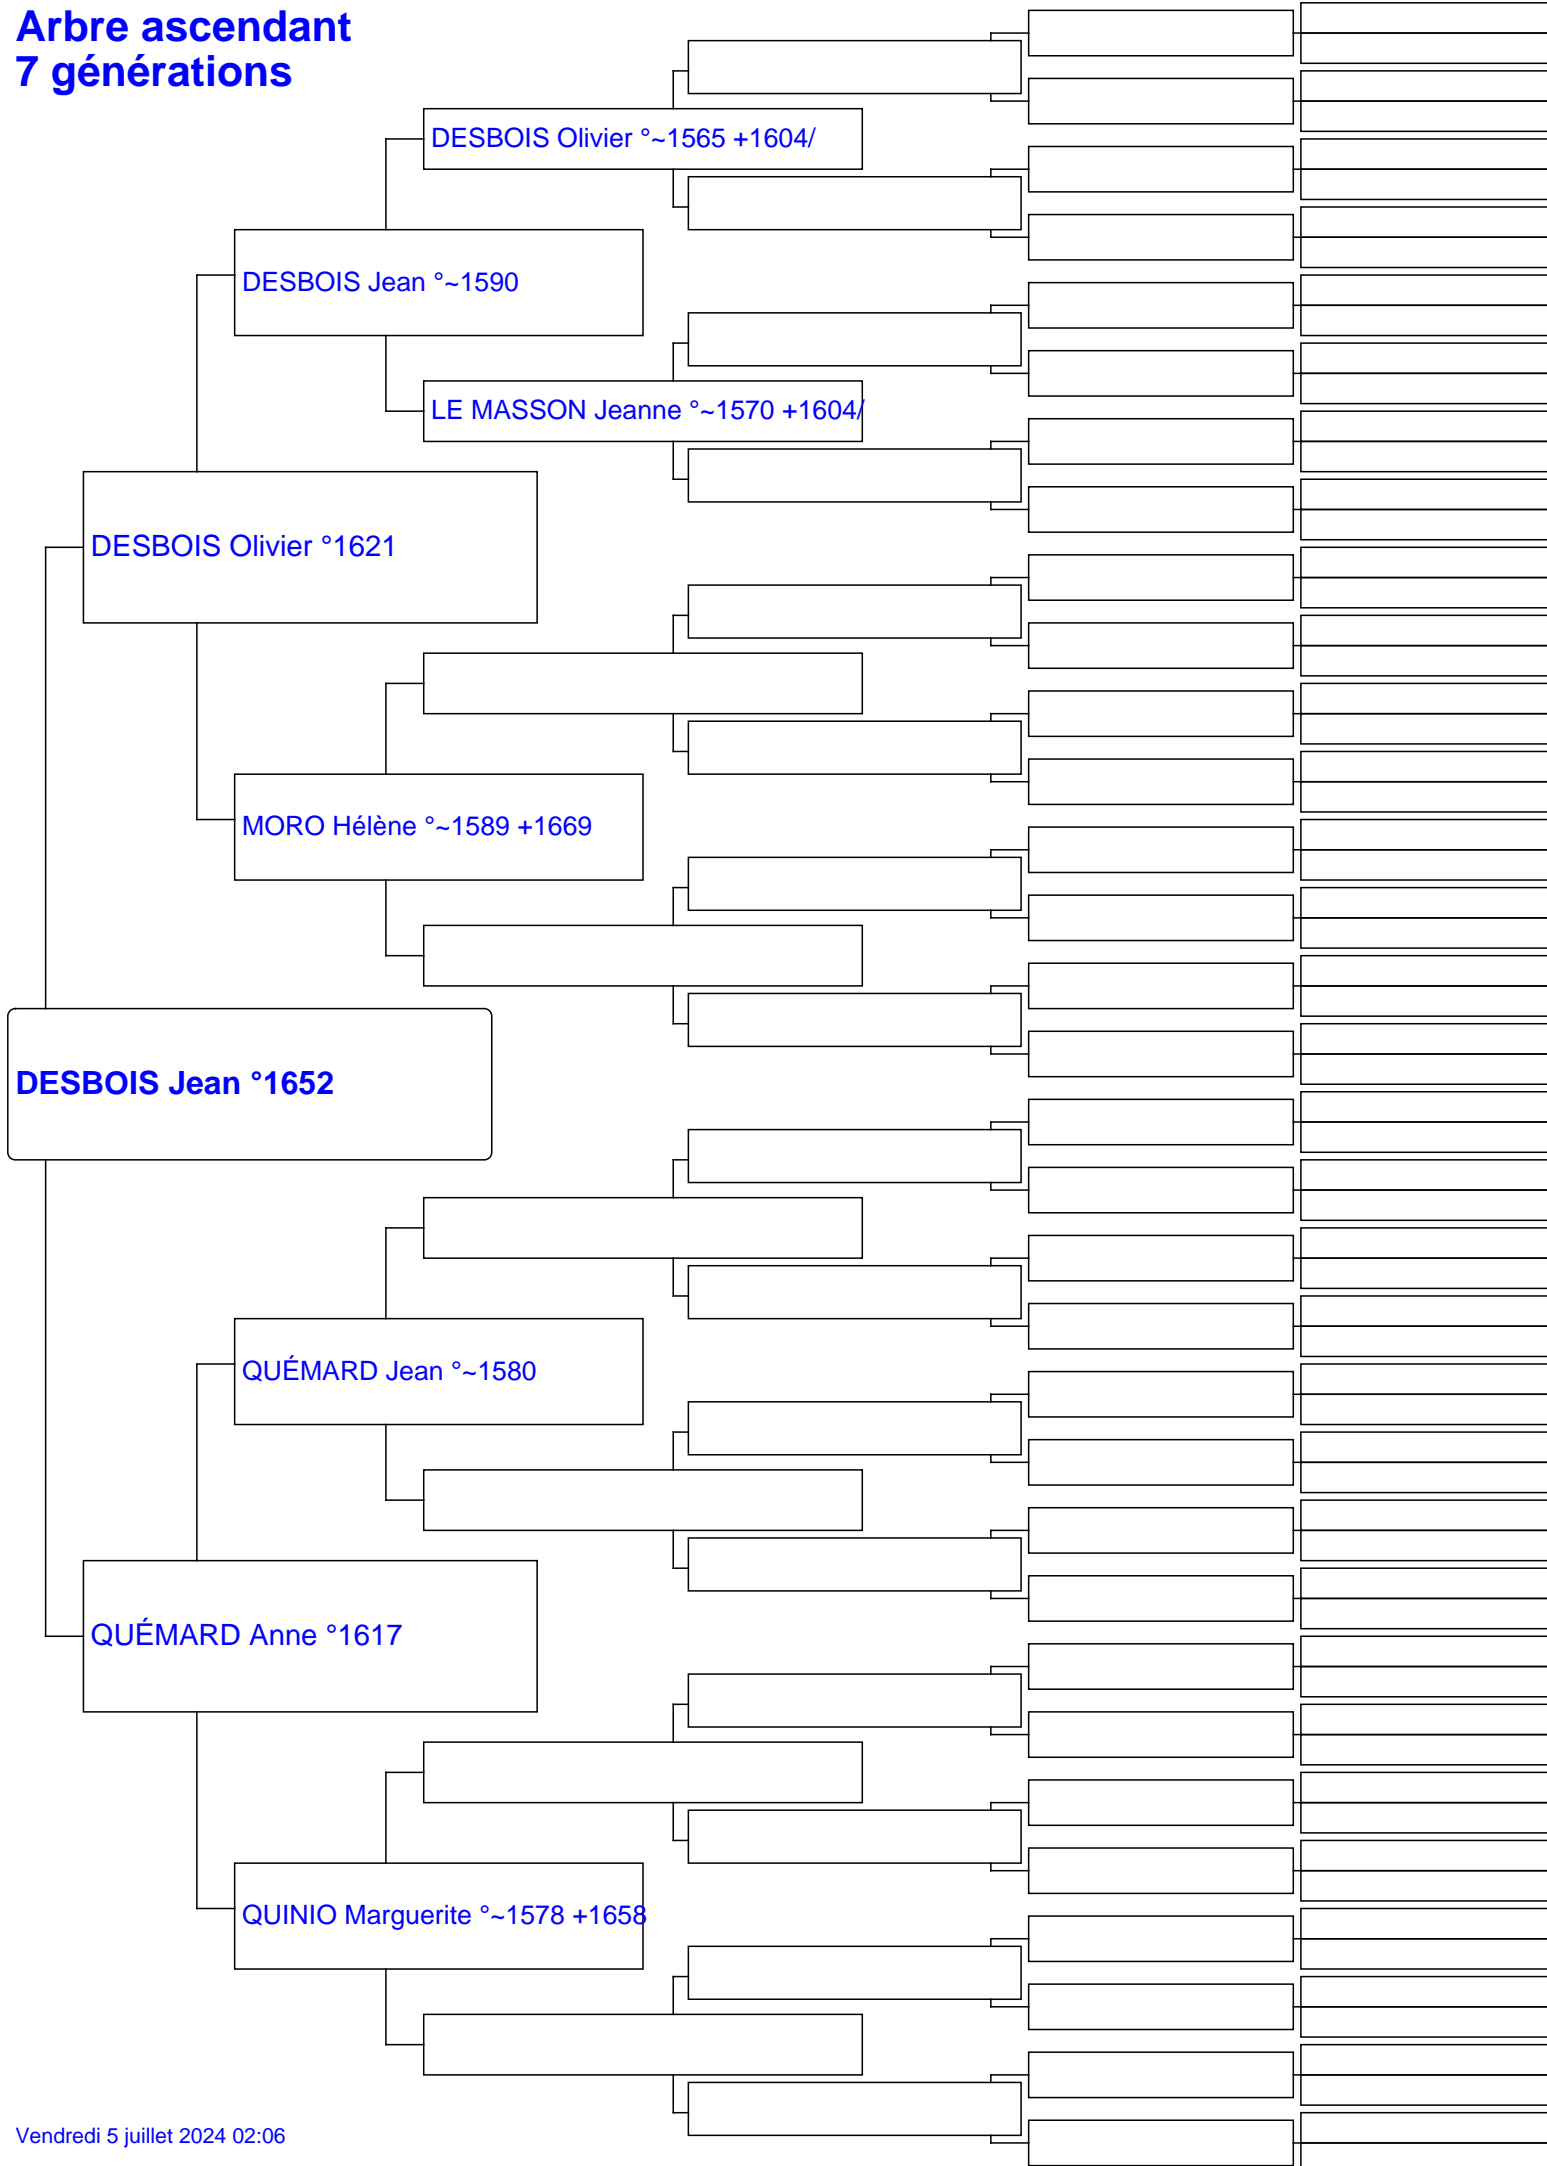 Arbre ascendant
7 générations
DESBOIS Olivier °~1565 +1604/
DESBOIS Jean °~1590
LE MASSON Jeanne °~1570 +1604/
DESBOIS Olivier °1621
MORO Hélène °~1589 +1669
DESBOIS Jean °1652
QUÉMARD Jean °~1580
QUÉMARD Anne °1617
QUINIO Marguerite °~1578 +1658
Vendredi 5 juillet 2024 02:06